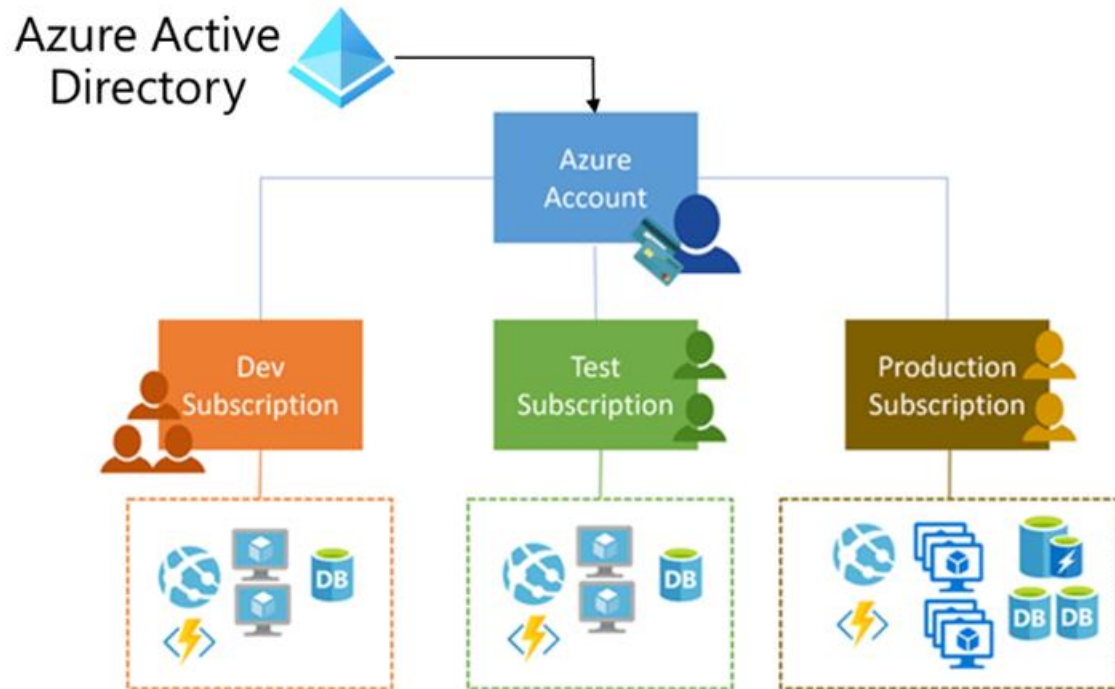 Azure Active
Directory
Azure
Account
Dev
Subscription
Test
Subscription
Production
Subscription
DB
DB
DB
DB